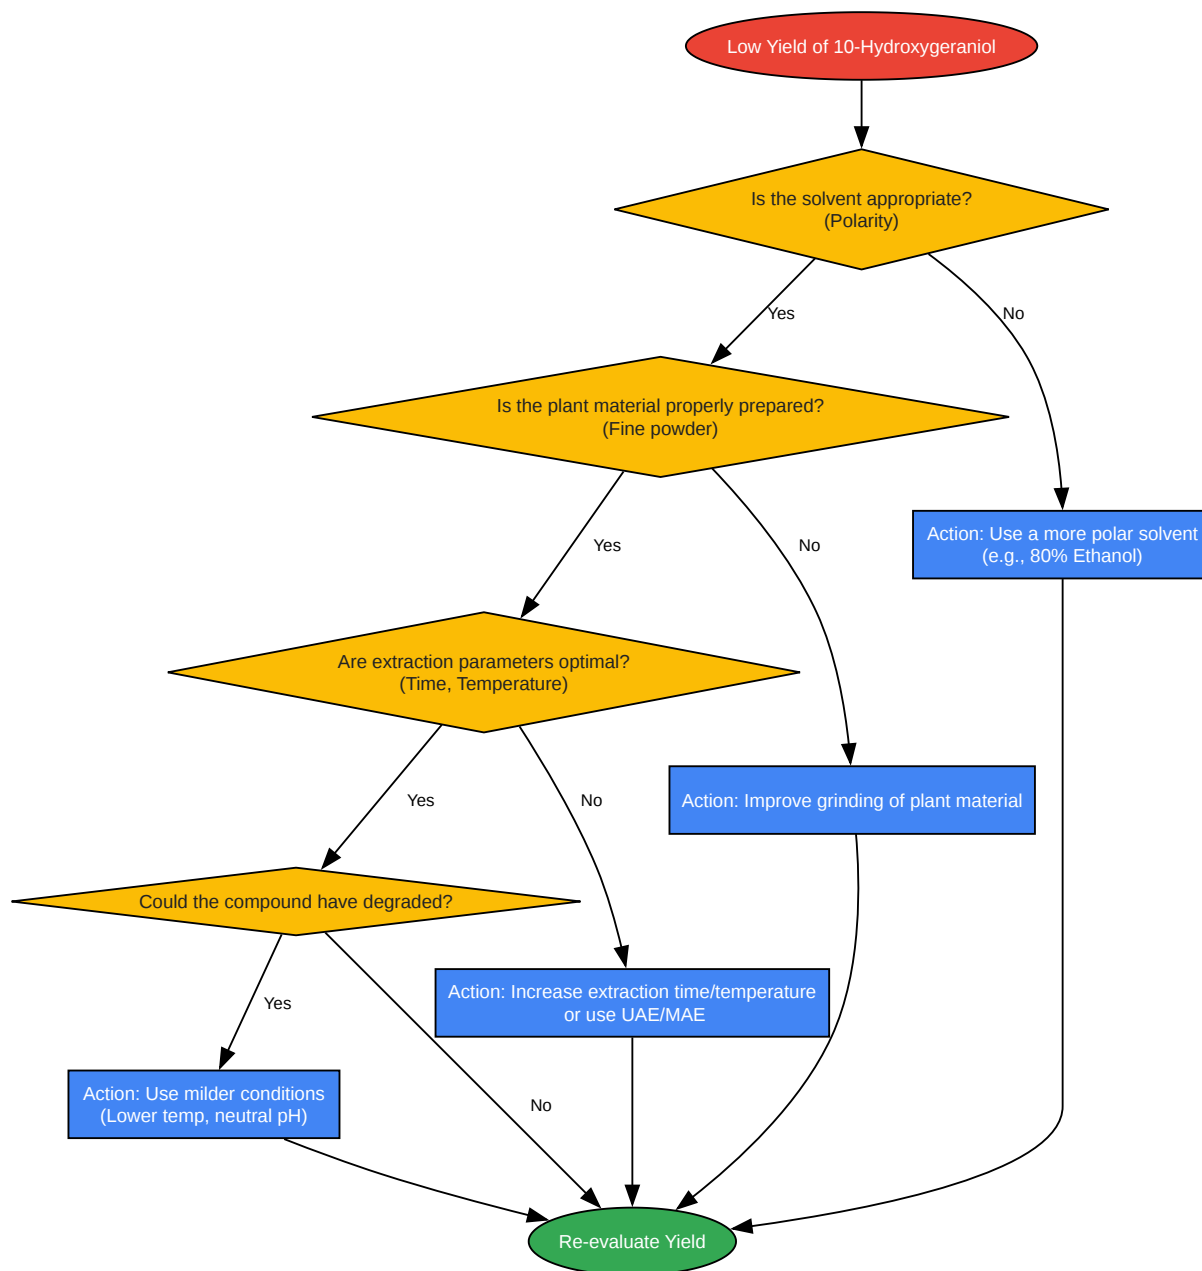 Low Yield of 10-Hydroxygeraniol
Is the solvent appropriate?
(Polarity)
Yes
No
Is the plant material properly prepared?
(Fine powder)
Yes
No
Action: Use a more polar solvent
(e.g., 80% Ethanol)
Are extraction parameters optimal?
(Time, Temperature)
Yes
No
Action: Improve grinding of plant material
Could the compound have degraded?
Yes
No
Action: Increase extraction time/temperature
or use UAE/MAE
Action: Use milder conditions
(Lower temp, neutral pH)
Re-evaluate Yield